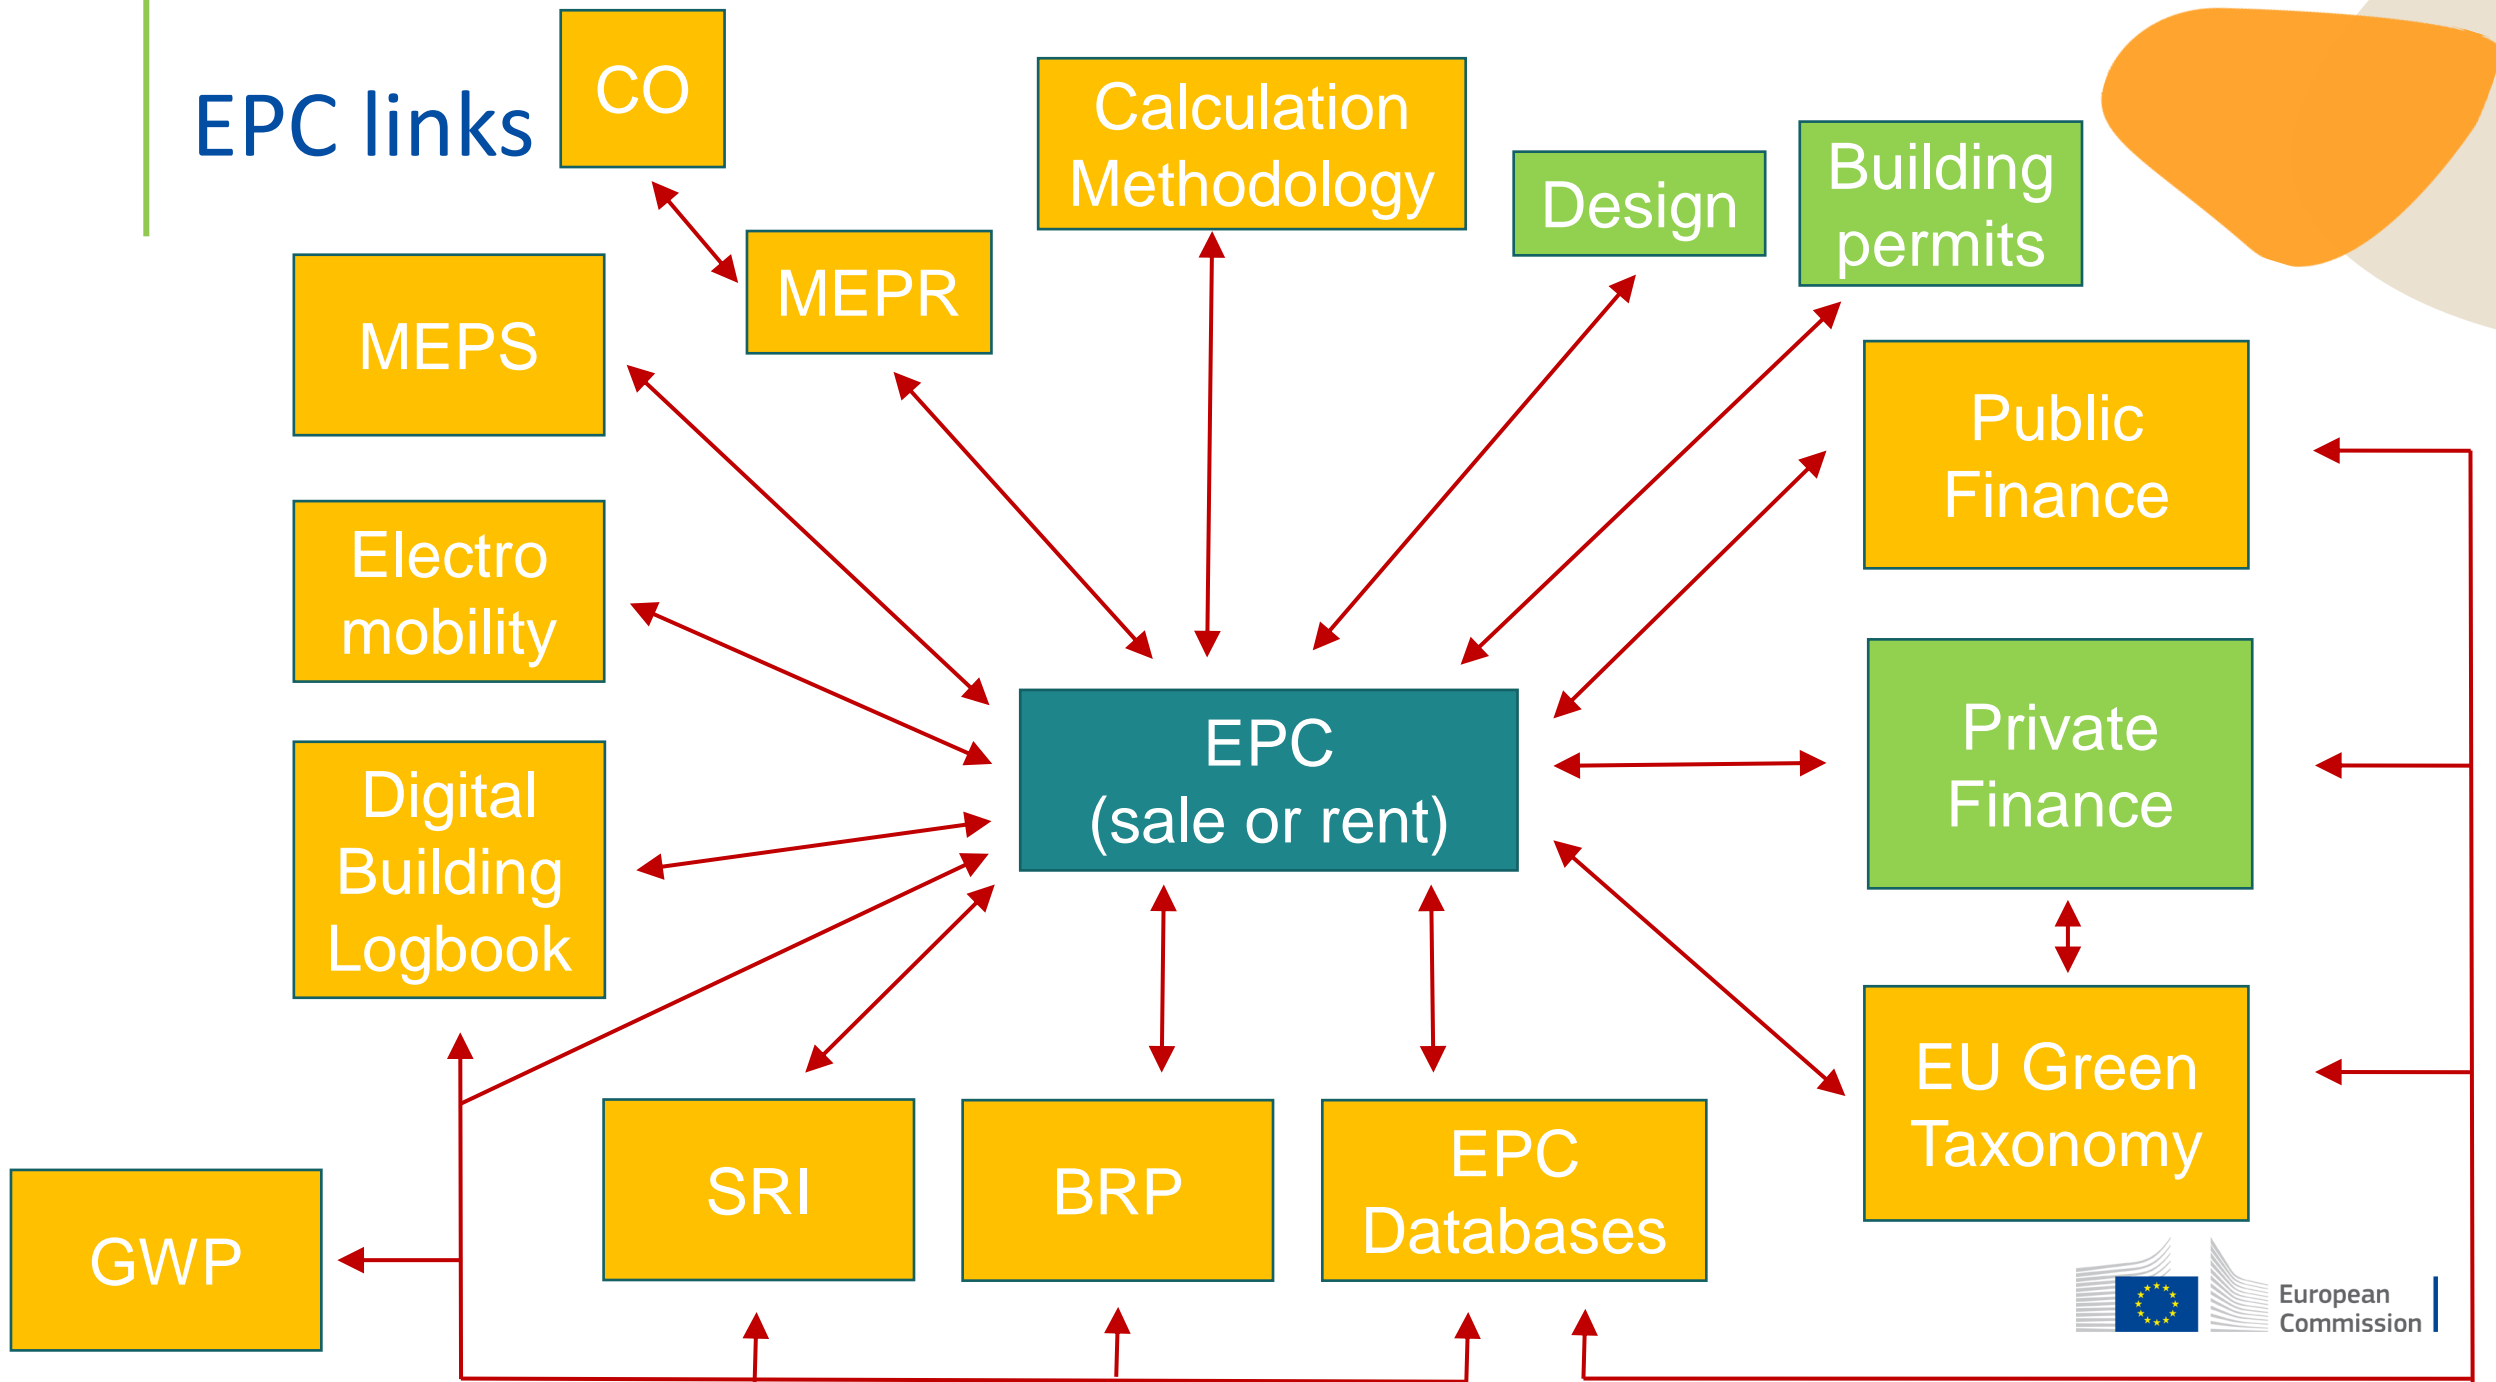 EPC links
CO
Calculation
Methodology
Design
Building
permits
MEPR
MEPS
Public
Finance
Electro
mobility
EPC
(sale or rent)
Private
Finance
Digital
Building
Logbook
EU Green
Taxonomy
SRI
BRP
EPC
Databases
GWP
European
Commission